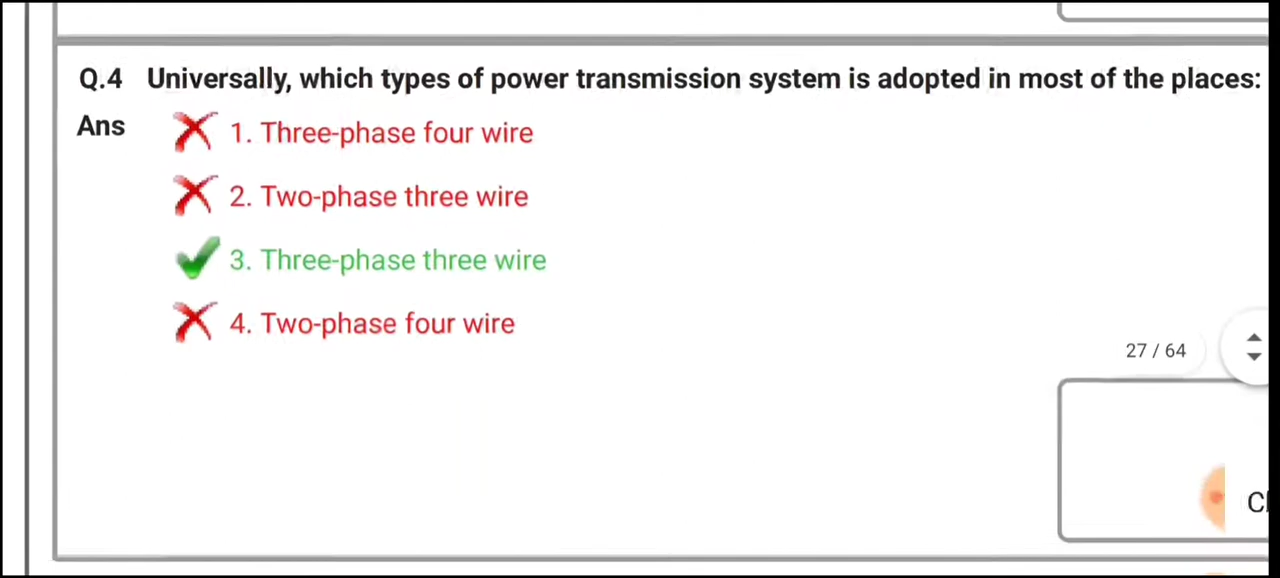 Q.4 Universally, which types of power transmission system is adopted in most of the places:
Ans 1. Three-phase four wire
2. Two-phase three wire
3. Three-phase three wire
4. Two-phase four wire
27 / 64